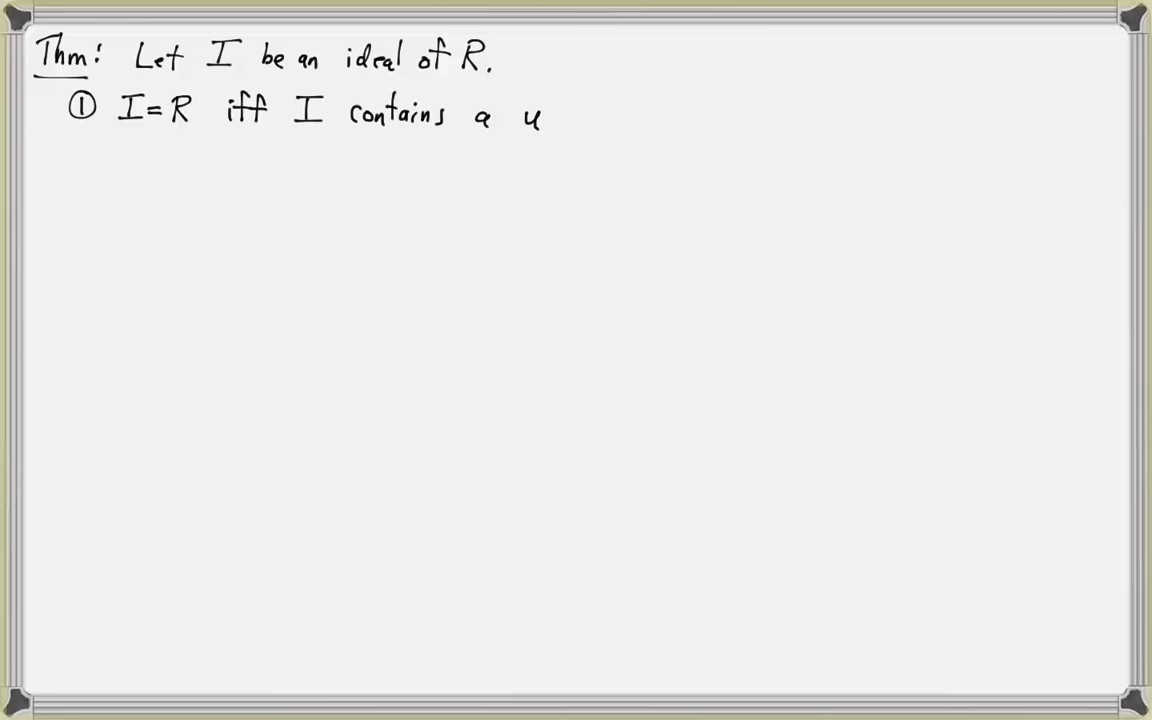 Thm: Let I be an ideal of R.
① I=R iff I contains a u